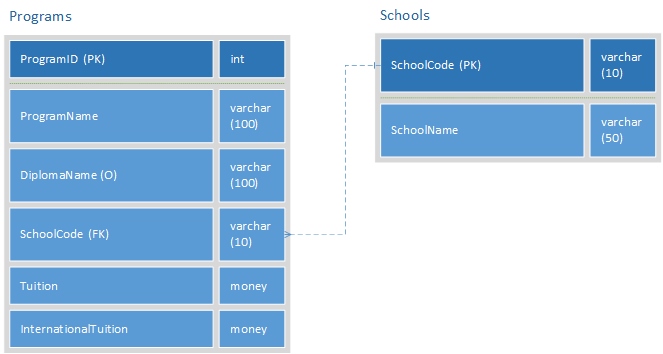 Programs
ProgramID (PK)
int
ProgramName
varchar
(100)
DiplomaName (O)
varchar
(100)
SchoolCode (FK)
varchar
(10)
Tuition
money
InternationalTuition
money
Schools
SchoolCode (PK)
varchar
(10)
SchoolName
varchar
(50)